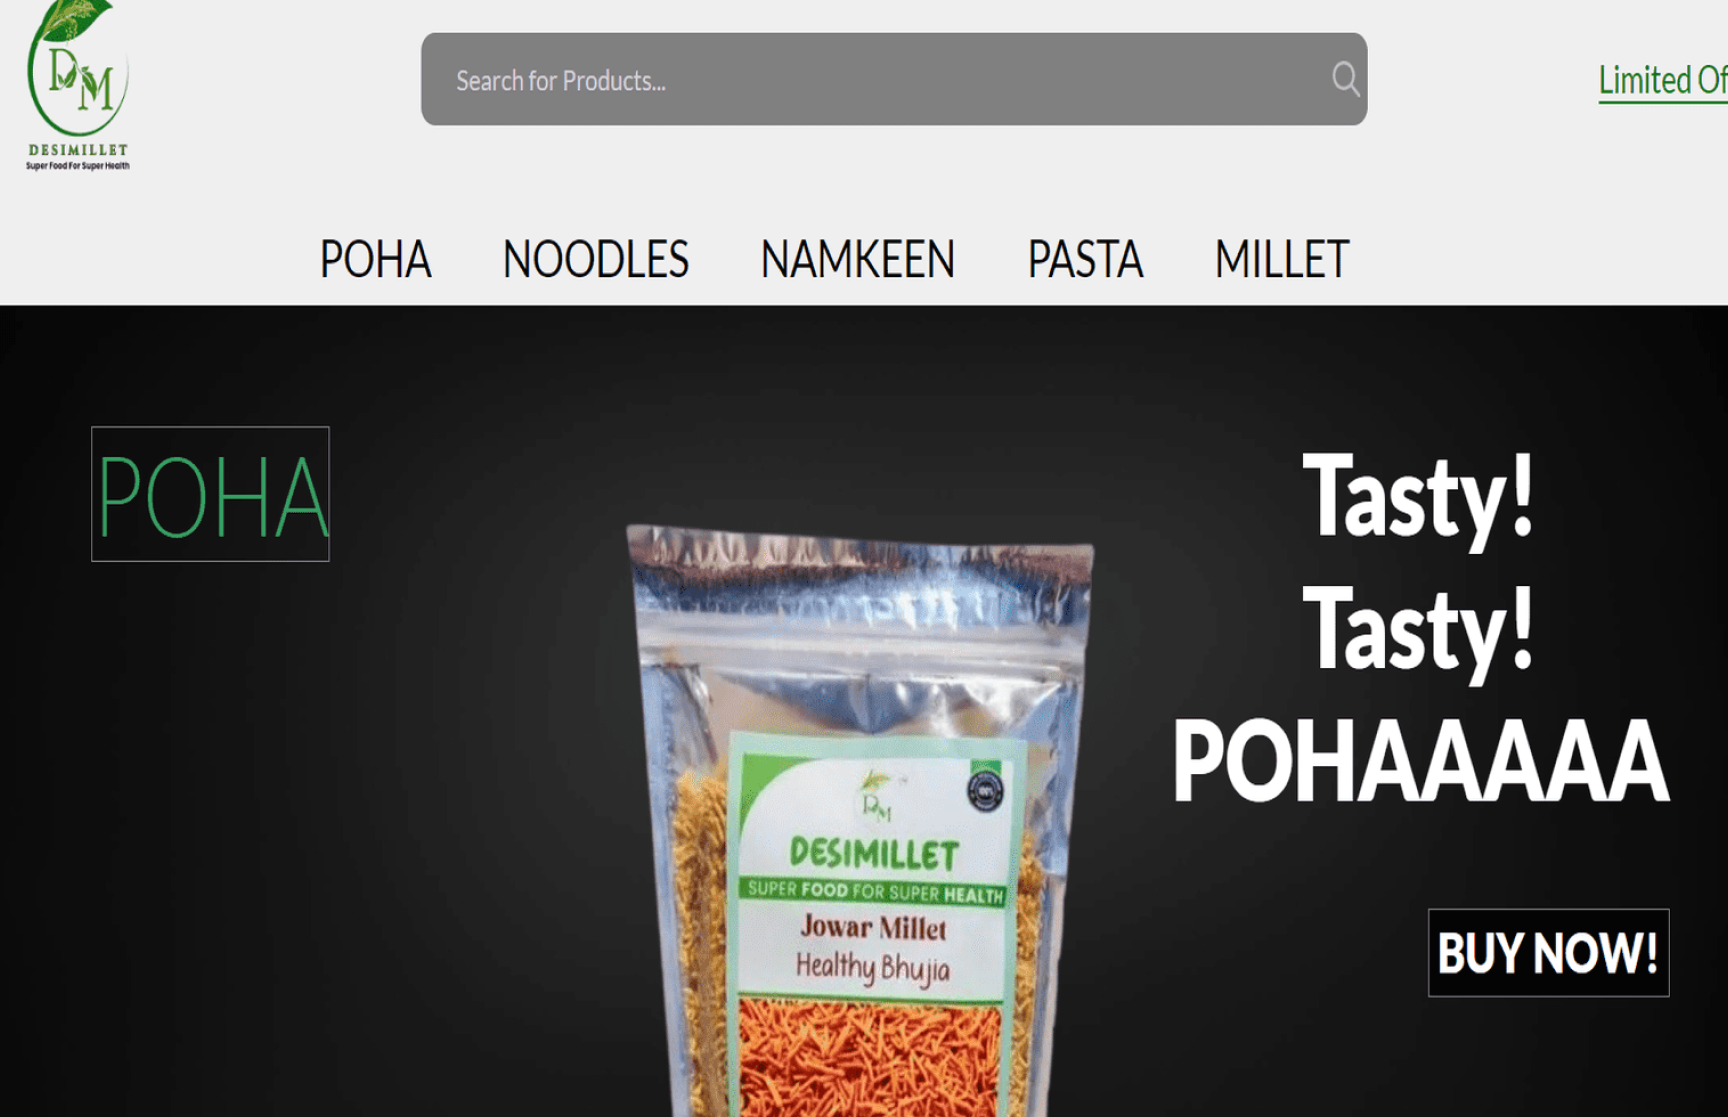 DM
DESIMILLET
Super Food For Super Health
Search for Products...
Limited Of
POHA NOODLES NAMKEEN PASTA MILLET
POHA
Tasty!
Tasty!
POHAAAAA
BUY NOW!
DM
100%
DESIMILLET
SUPER FOOD FOR SUPER HEALTH
Jowar Millet
Healthy Bhujia